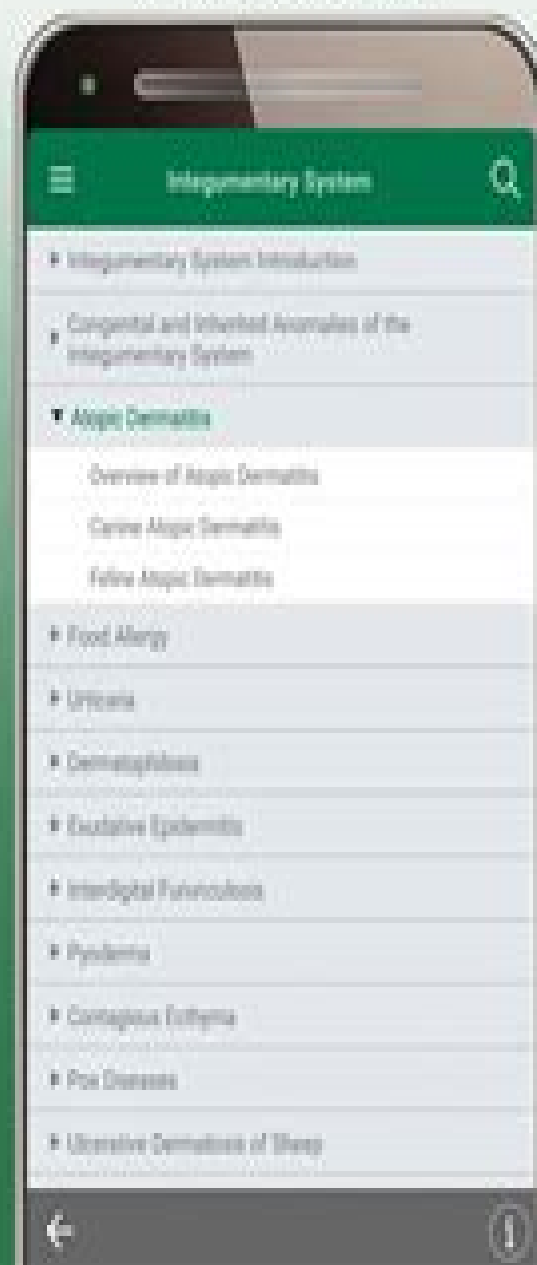 Integumentary System
Integumentary System Introduction
Congenital and Inherited Anomalies of the
Integumentary System
Atopic Dermatitis
Overview of Atopic Dermatitis
Canine Atopic Dermatitis
Feline Atopic Dermatitis
Food Allergy
Urticaria
Dermatophilosis
Exudative Epidermitis
Interdigital Furunculosis
Pyoderma
Contagious Ecthyma
Pox Diseases
Ulcerative Dermatosis of Sheep